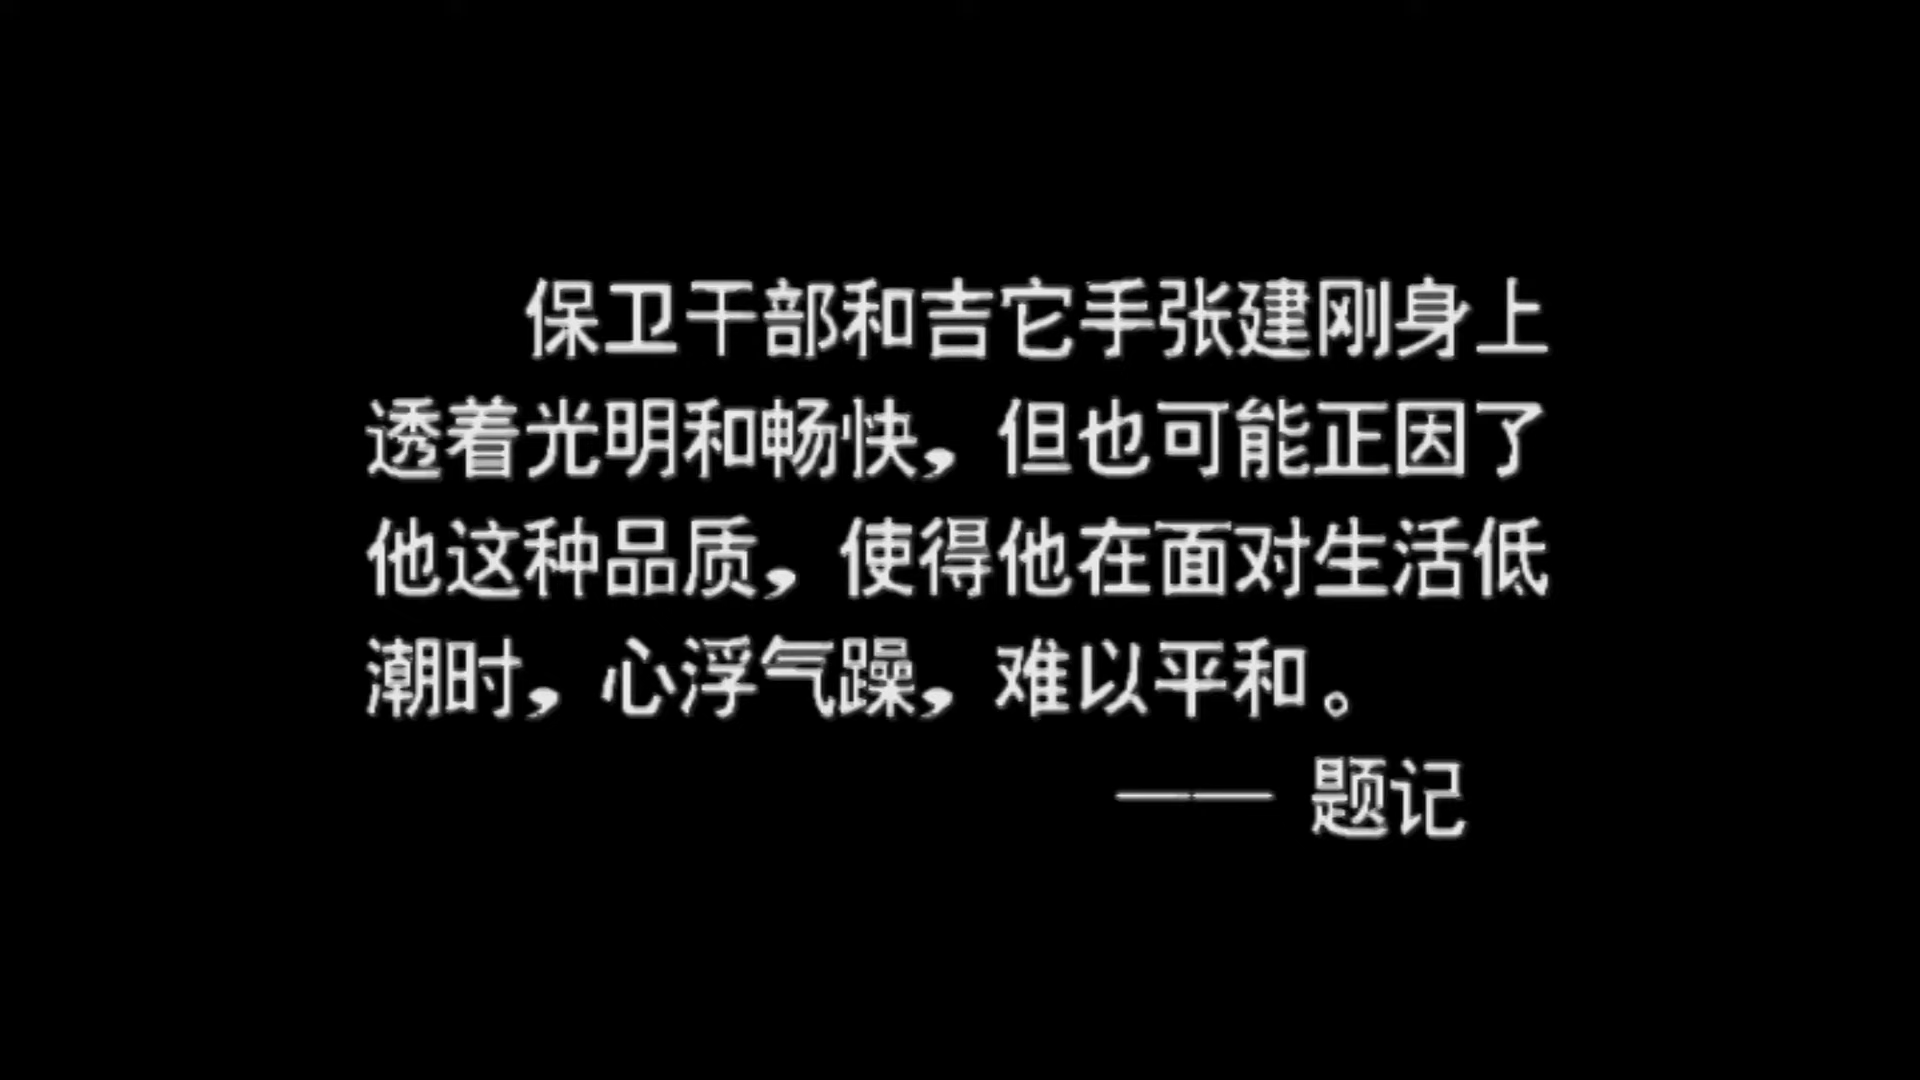 保卫干部和吉它手张建刚身上
透着光明和畅快，但也可能正因了
他这种品质，使得他在面对生活低
潮时，心浮气躁，难以平和。
—— 题记